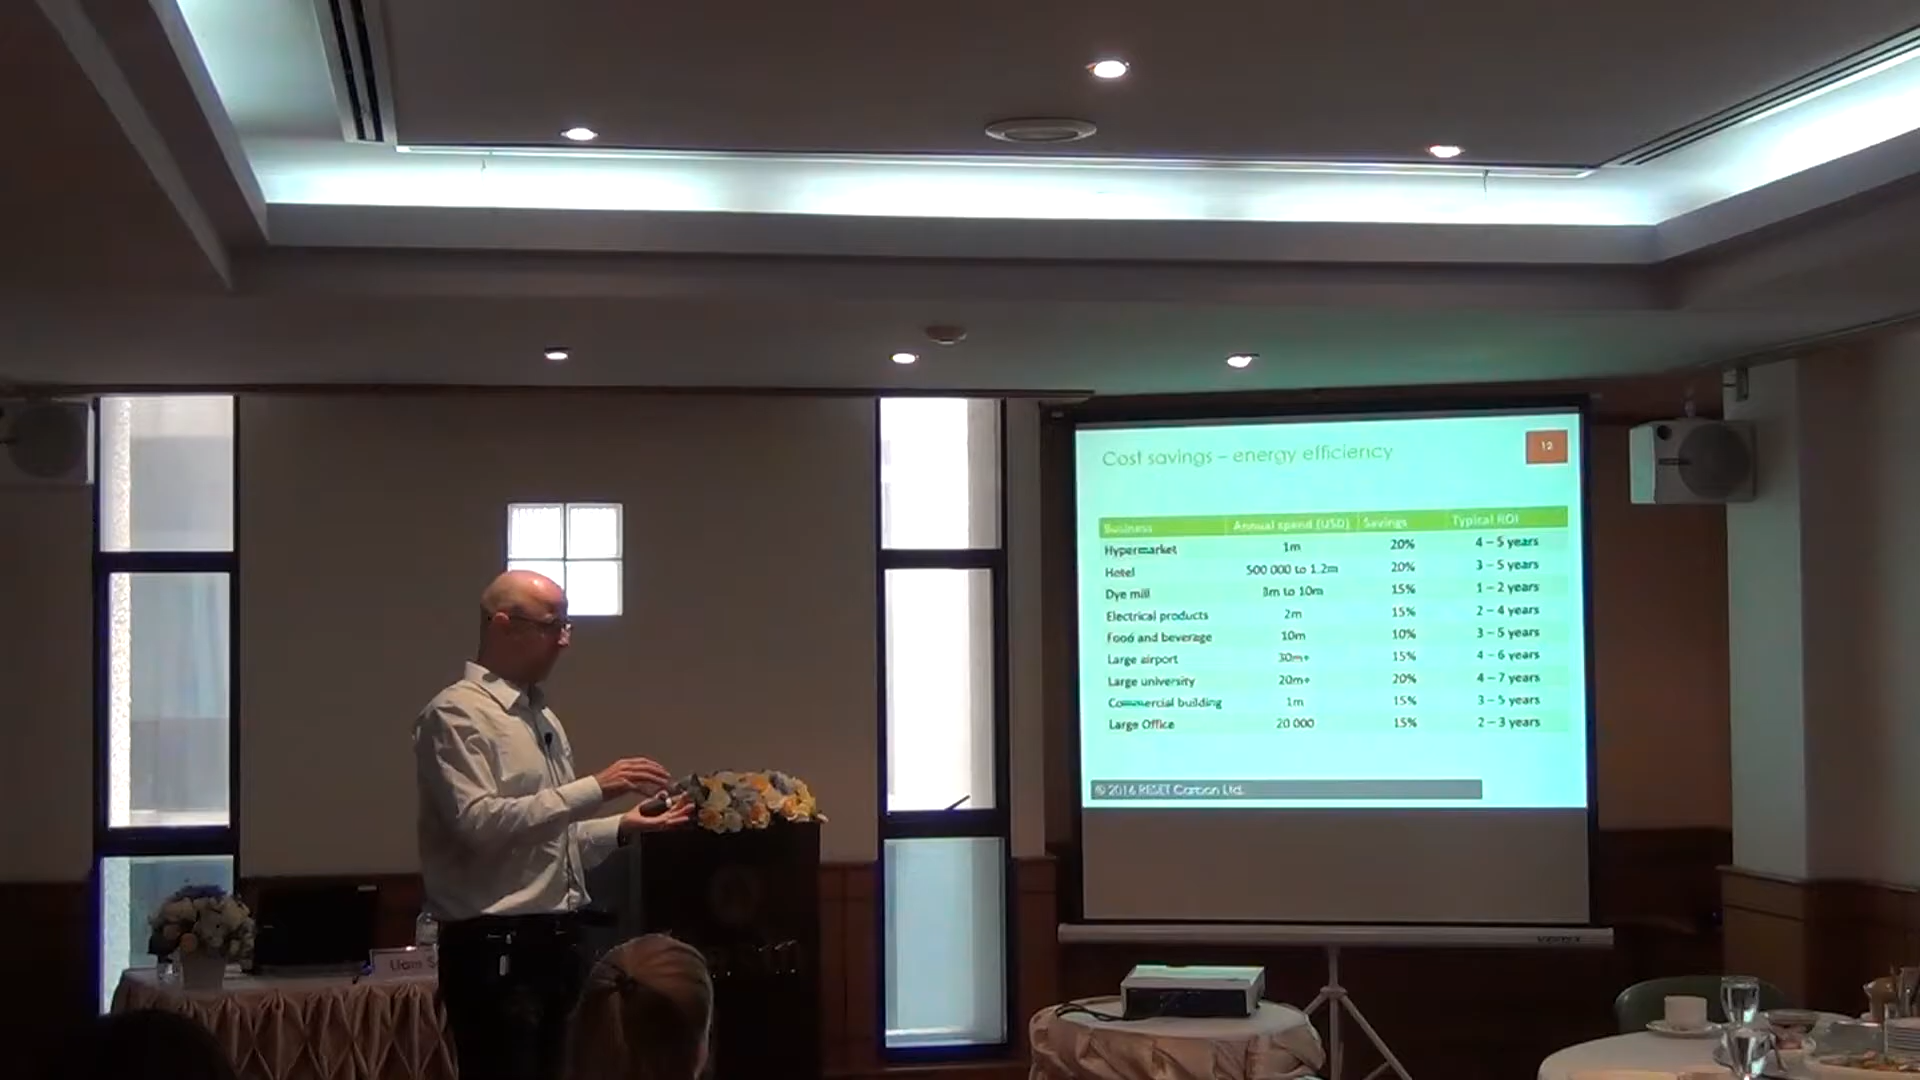 Cost savings – energy efficiency
12
Business Annual spend (USD) Savings Typical ROI
Hypermarket 1m 20% 4 – 5 years
Hotel 500 000 to 1.2m 20% 3 – 5 years
Dye mill 8m to 10m 15% 1 – 2 years
Electrical products 2m 15% 2 – 4 years
Food and beverage 10m 10% 3 – 5 years
Large airport 30m+ 15% 4 – 6 years
Large university 20m+ 20% 4 – 7 years
Commercial building 1m 15% 3 – 5 years
Large Office 20 000 15% 2 – 3 years
© 2016 RESET Carbon Ltd.
Liam S